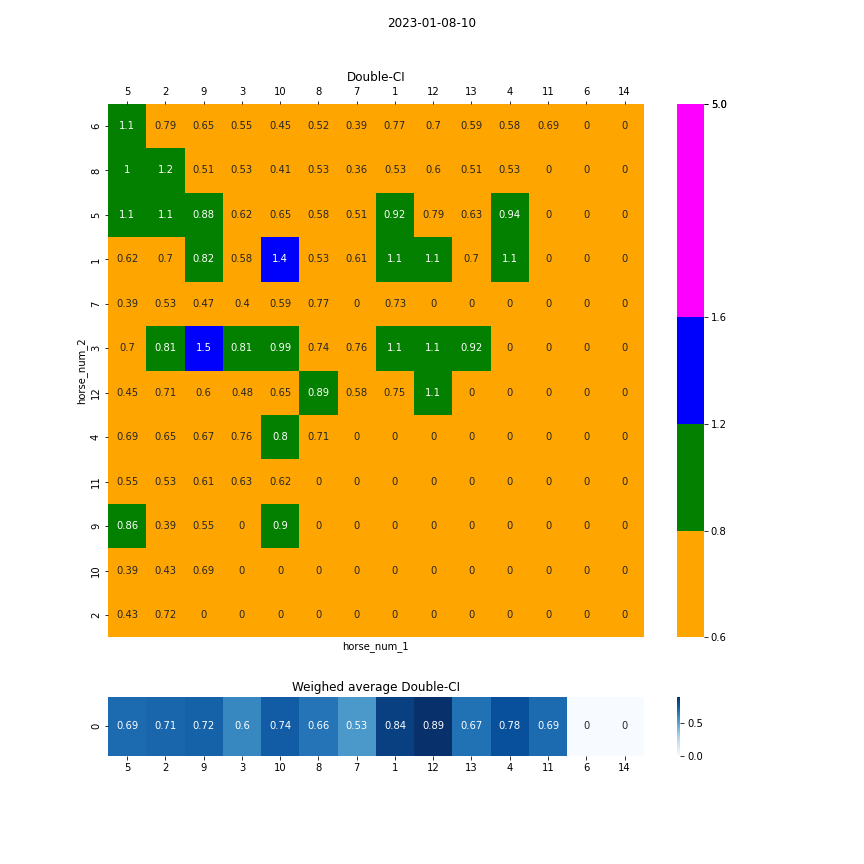 2023-01-08-10
Double-CI
5 2 9 3 10 8 7 1 12 13 4 11 6 14
6 1.1 0.79 0.65 0.55 0.45 0.52 0.39 0.77 0.7 0.59 0.58 0.69 0 0
8 1 1.2 0.51 0.53 0.41 0.53 0.36 0.53 0.6 0.51 0.53 0 0 0
5 1.1 1.1 0.88 0.62 0.65 0.58 0.51 0.92 0.79 0.63 0.94 0 0 0
1 0.62 0.7 0.82 0.58 1.4 0.53 0.61 1.1 1.1 0.7 1.1 0 0 0
7 0.39 0.53 0.47 0.4 0.59 0.77 0 0.73 0 0 0 0 0 0
3 0.7 0.81 1.5 0.81 0.99 0.74 0.76 1.1 1.1 0.92 0 0 0 0
12 0.45 0.71 0.6 0.48 0.65 0.89 0.58 0.75 1.1 0 0 0 0 0
4 0.69 0.65 0.67 0.76 0.8 0.71 0 0 0 0 0 0 0 0
11 0.55 0.53 0.61 0.63 0.62 0 0 0 0 0 0 0 0 0
9 0.86 0.39 0.55 0 0.9 0 0 0 0 0 0 0 0 0
10 0.39 0.43 0.69 0 0 0 0 0 0 0 0 0 0 0
2 0.43 0.72 0 0 0 0 0 0 0 0 0 0 0 0
horse_num_2
horse_num_1
5.0
1.6
1.2
0.8
0.6
Weighed average Double-CI
0 0.69 0.71 0.72 0.6 0.74 0.66 0.53 0.84 0.89 0.67 0.78 0.69 0 0
5 2 9 3 10 8 7 1 12 13 4 11 6 14
0.5
0.0